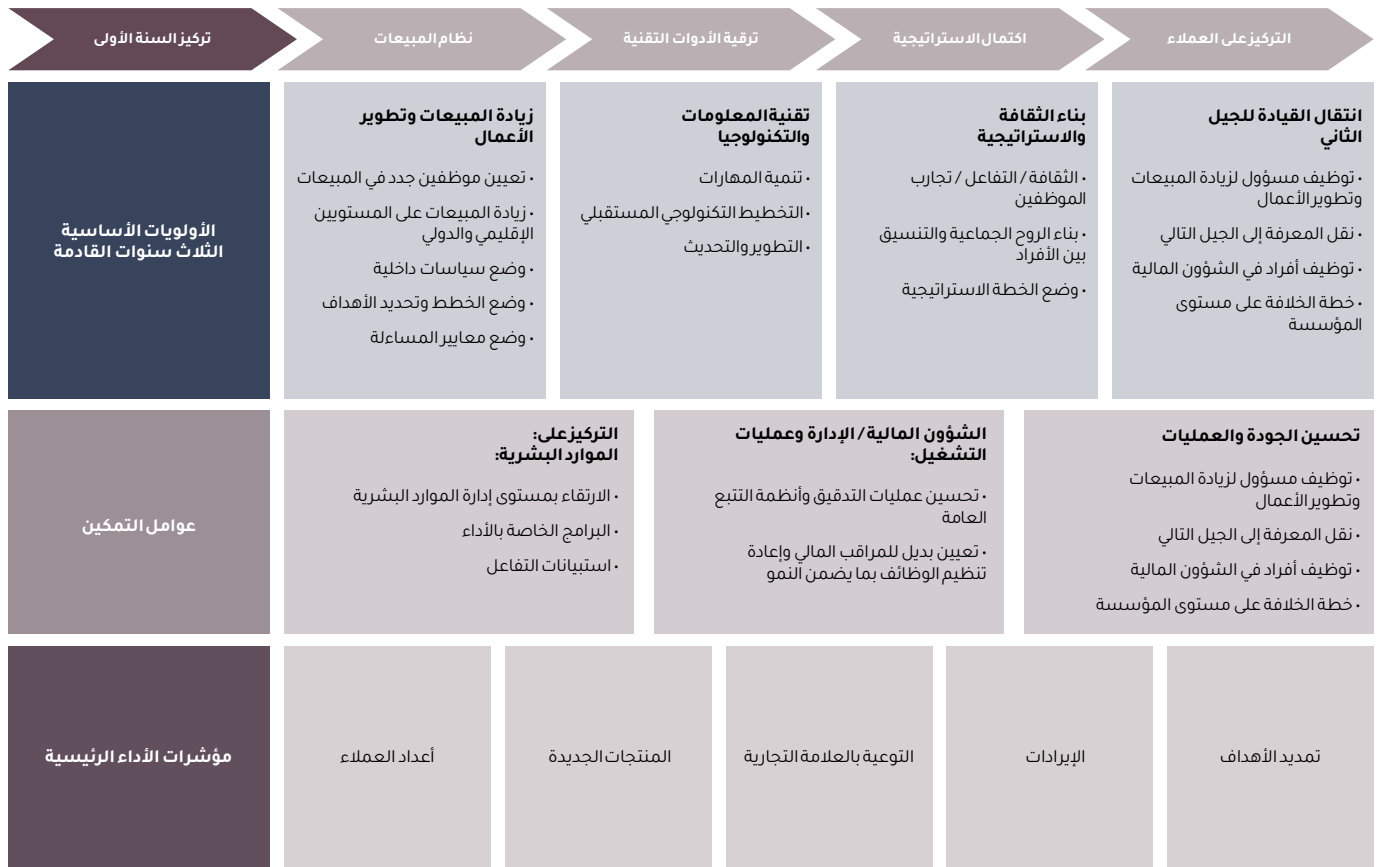 تركيز السنة الأولى
نظام المبيعات
ترقية الأدوات التقنية
اكتمال الاستراتيجية
التركيز على العملاء
الأولويات الأساسية
الثلاث سنوات القادمة
زيادة المبيعات وتطوير
الأعمال
• تعيين موظفين جدد في المبيعات
• زيادة المبيعات على المستويين
الإقليمي والدولي
• وضع سياسات داخلية
• وضع الخطط وتحديد الأهداف
• وضع معايير المساءلة
تقنية المعلومات
والتكنولوجيا
• تنمية المهارات
• التخطيط التكنولوجي المستقبلي
• التطوير والتحديث
بناء الثقافة
والاستراتيجية
• الثقافة / التفاعل / تجارب
الموظفين
• بناء الروح الجماعية والتنسيق
بين الأفراد
• وضع الخطة الاستراتيجية
انتقال القيادة للجيل
الثاني
• توظيف مسؤول لزيادة المبيعات
وتطوير الأعمال
• نقل المعرفة إلى الجيل التالي
• توظيف أفراد في الشؤون المالية
• خطة الخلافة على مستوى
المؤسسة
عوامل التمكين
التركيز على:
الموارد البشرية:
• الارتقاء بمستوى إدارة الموارد البشرية
• البرامج الخاصة بالأداء
• استبيانات التفاعل
الشؤون المالية / الإدارة وعمليات
التشغيل:
• تحسين عمليات التدقيق وأنظمة التتبع
العامة
• تعيين بديل للمراقب المالي وإعادة
تنظيم الوظائف بما يضمن النمو
تحسين الجودة والعمليات
• توظيف مسؤول لزيادة المبيعات
وتطوير الأعمال
• نقل المعرفة إلى الجيل التالي
• توظيف أفراد في الشؤون المالية
• خطة الخلافة على مستوى المؤسسة
مؤشرات الأداء الرئيسية
أعداد العملاء
المنتجات الجديدة
التوعية بالعلامة التجارية
الإيرادات
تمديد الأهداف